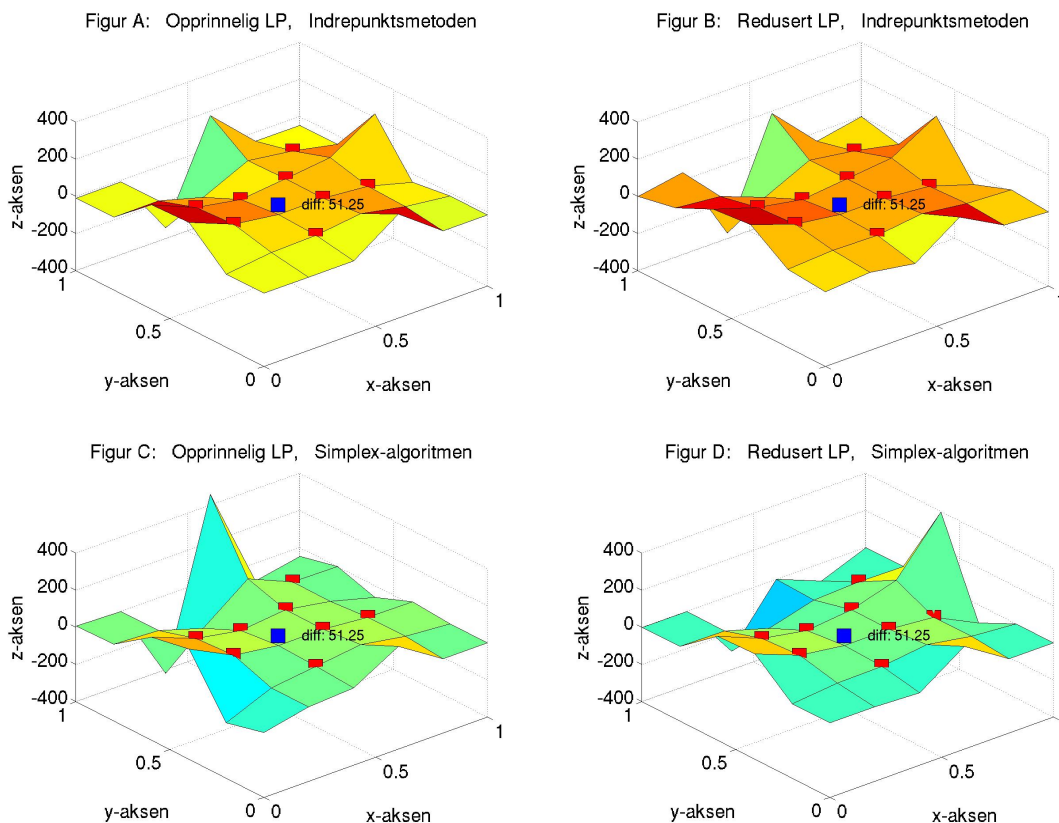 Figur A: Opprinnelig LP, Indrepunktsmetoden
400
200
0
-200
-400
z-aksen
1
0.5
0
y-aksen
0
0.5
1
x-aksen
diff: 51.25
Figur B: Redusert LP, Indrepunktsmetoden
400
200
0
-200
-400
z-aksen
1
0.5
0
y-aksen
0
0.5
1
x-aksen
diff: 51.25
Figur C: Opprinnelig LP, Simplex-algoritmen
400
200
0
-200
-400
z-aksen
1
0.5
0
y-aksen
0
0.5
1
x-aksen
diff: 51.25
Figur D: Redusert LP, Simplex-algoritmen
400
200
0
-200
-400
z-aksen
1
0.5
0
y-aksen
0
0.5
x-aksen
diff: 51.25